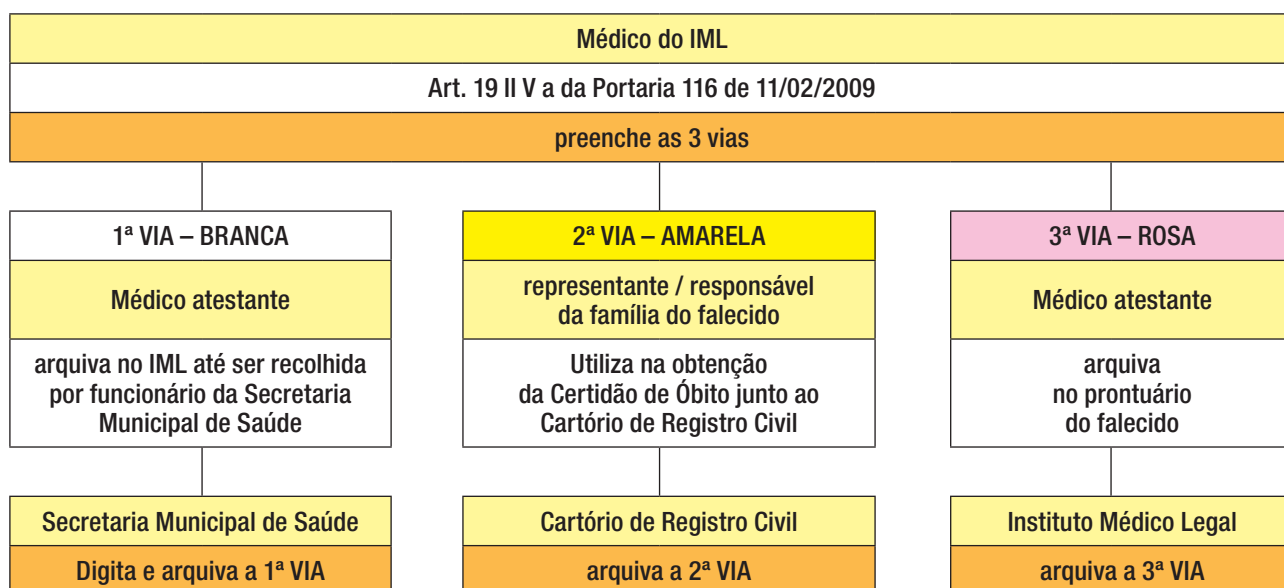 Médico do IML
Art. 19 II V a da Portaria 116 de 11/02/2009
preenche as 3 vias
1ª VIA – BRANCA
Médico atestante
arquiva no IML até ser recolhida
por funcionário da Secretaria
Municipal de Saúde
Secretaria Municipal de Saúde
Digita e arquiva a 1ª VIA
2ª VIA – AMARELA
representante / responsável
da família do falecido
Utiliza na obtenção
da Certidão de Óbito junto ao
Cartório de Registro Civil
Cartório de Registro Civil
arquiva a 2ª VIA
3ª VIA – ROSA
Médico atestante
arquiva
no prontuário
do falecido
Instituto Médico Legal
arquiva a 3ª VIA